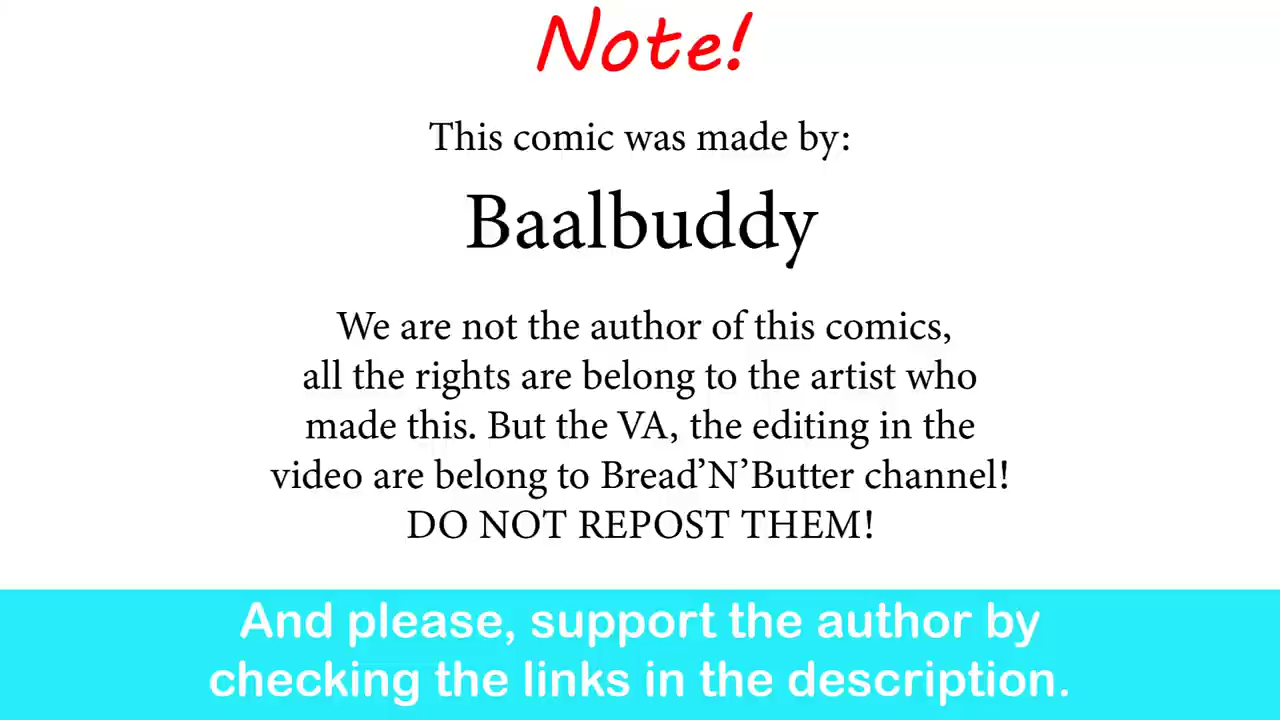 Note!
This comic was made by:
Baalbuddy
We are not the author of this comics,
all the rights are belong to the artist who
made this. But the VA, the editing in the
video are belong to Bread’N’Butter channel!
DO NOT REPOST THEM!
And please, support the author by
checking the links in the description.